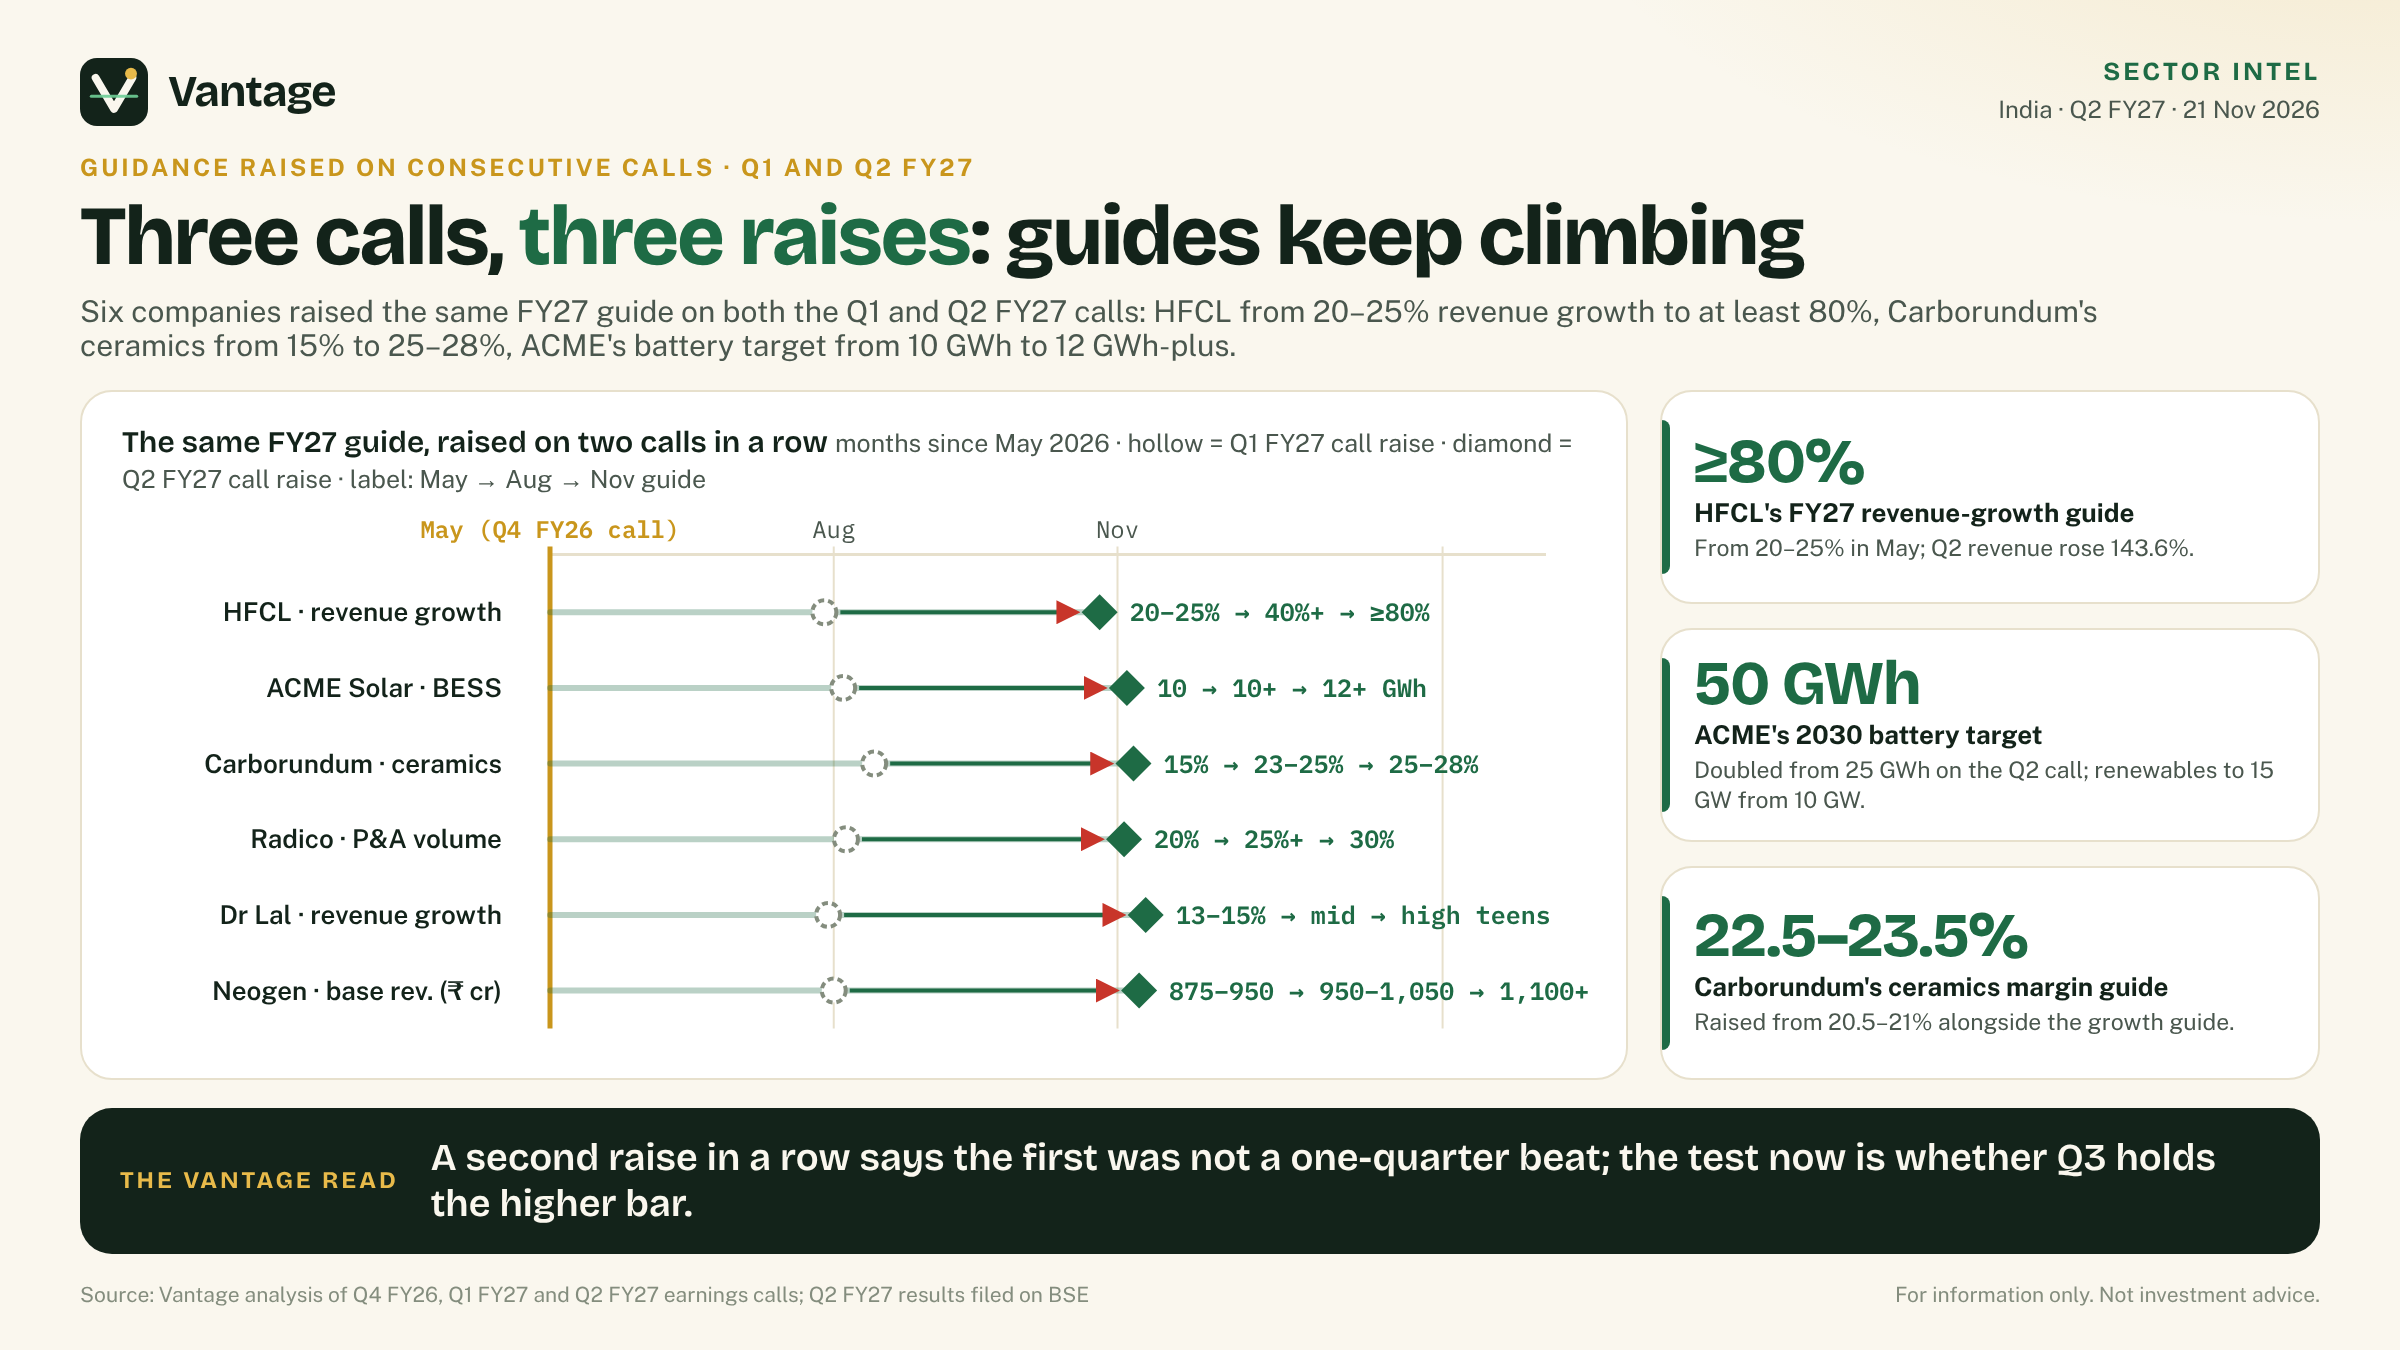 Vantage
SECTOR INTEL
India · Q2 FY27 · 21 Nov 2026
GUIDANCE RAISED ON CONSECUTIVE CALLS · Q1 AND Q2 FY27
Three calls, three raises: guides keep climbing
Six companies raised the same FY27 guide on both the Q1 and Q2 FY27 calls: HFCL from 20–25% revenue growth to at least 80%, Carborundum's
ceramics from 15% to 25–28%, ACME's battery target from 10 GWh to 12 GWh-plus.
The same FY27 guide, raised on two calls in a row months since May 2026 · hollow = Q1 FY27 call raise · diamond =
Q2 FY27 call raise · label: May → Aug → Nov guide
May (Q4 FY26 call) Aug Nov
HFCL · revenue growth 20–25% → 40%+ → ≥80%
ACME Solar · BESS 10 → 10+ → 12+ GWh
Carborundum · ceramics 15% → 23–25% → 25–28%
Radico · P&A volume 20% → 25%+ → 30%
Dr Lal · revenue growth 13–15% → mid → high teens
Neogen · base rev. (₹ cr) 875–950 → 950–1,050 → 1,100+
≥80%
HFCL's FY27 revenue-growth guide
From 20–25% in May; Q2 revenue rose 143.6%.
50 GWh
ACME's 2030 battery target
Doubled from 25 GWh on the Q2 call; renewables to 15
GW from 10 GW.
22.5–23.5%
Carborundum's ceramics margin guide
Raised from 20.5–21% alongside the growth guide.
THE VANTAGE READ
A second raise in a row says the first was not a one-quarter beat; the test now is whether Q3 holds
the higher bar.
Source: Vantage analysis of Q4 FY26, Q1 FY27 and Q2 FY27 earnings calls; Q2 FY27 results filed on BSE
For information only. Not investment advice.